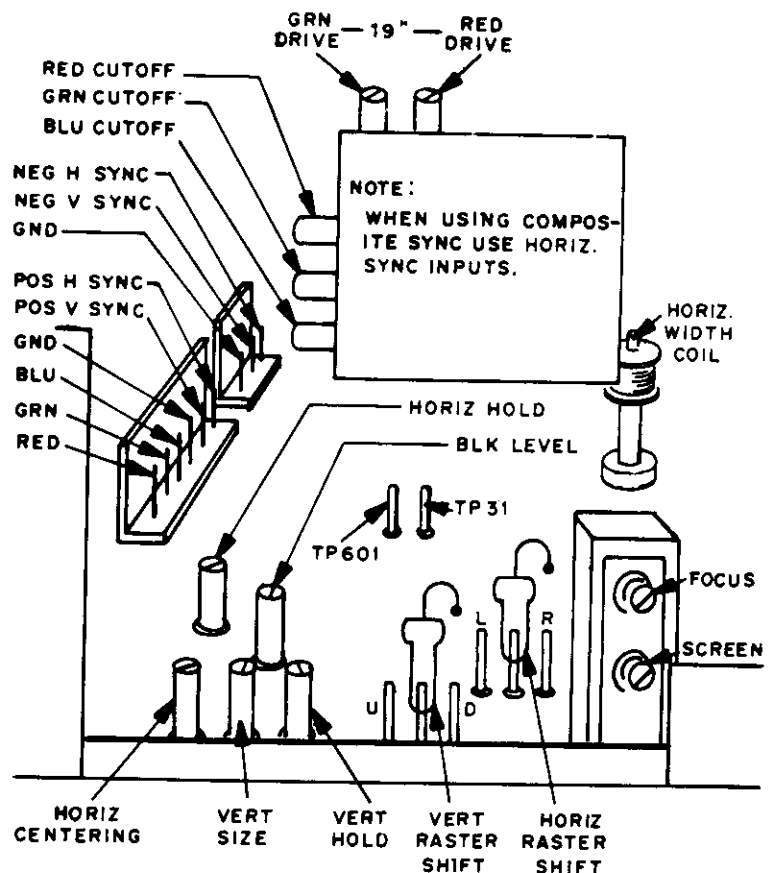 GRN DRIVE
— 19" —
RED DRIVE
RED CUTOFF
GRN CUTOFF
BLU CUTOFF
NEG H SYNC
NEG V SYNC
GND
POS H SYNC
POS V SYNC
GND
BLU
GRN
RED
NOTE:
WHEN USING COMPOS-
ITE SYNC USE HORIZ.
SYNC INPUTS.
HORIZ.
WIDTH
COIL
HORIZ HOLD
BLK LEVEL
TP601
TP31
FOCUS
SCREEN
L
R
U
D
HORIZ
CENTERING
VERT
SIZE
VERT
HOLD
VERT
RASTER
SHIFT
HORIZ
RASTER
SHIFT